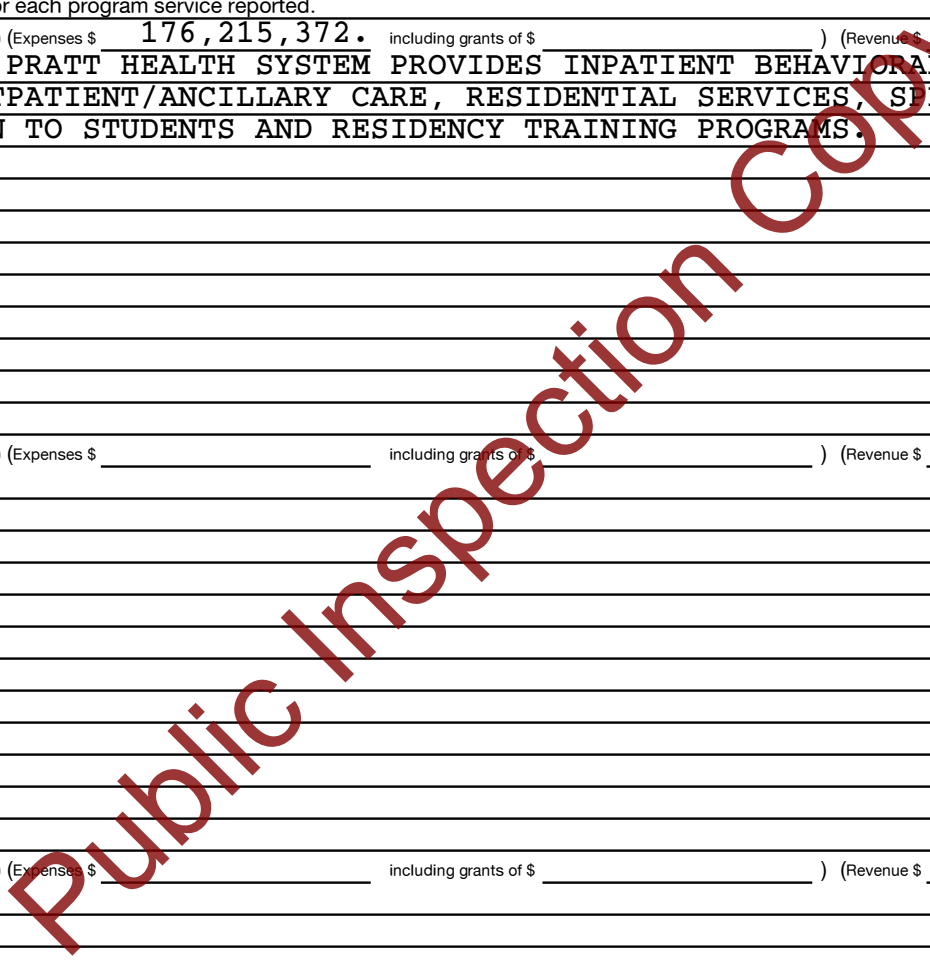 or each program service reported.
(Expenses $ 176,215,372. including grants of $ ) (Revenue $
PRATT HEALTH SYSTEM PROVIDES INPATIENT BEHAVIORAL
TPATIENT/ANCILLARY CARE, RESIDENTIAL SERVICES, SP
N TO STUDENTS AND RESIDENCY TRAINING PROGRAMS.
(Expenses $ including grants of $ ) (Revenue $
(Expenses $ including grants of $ ) (Revenue $
Public Inspection Copy